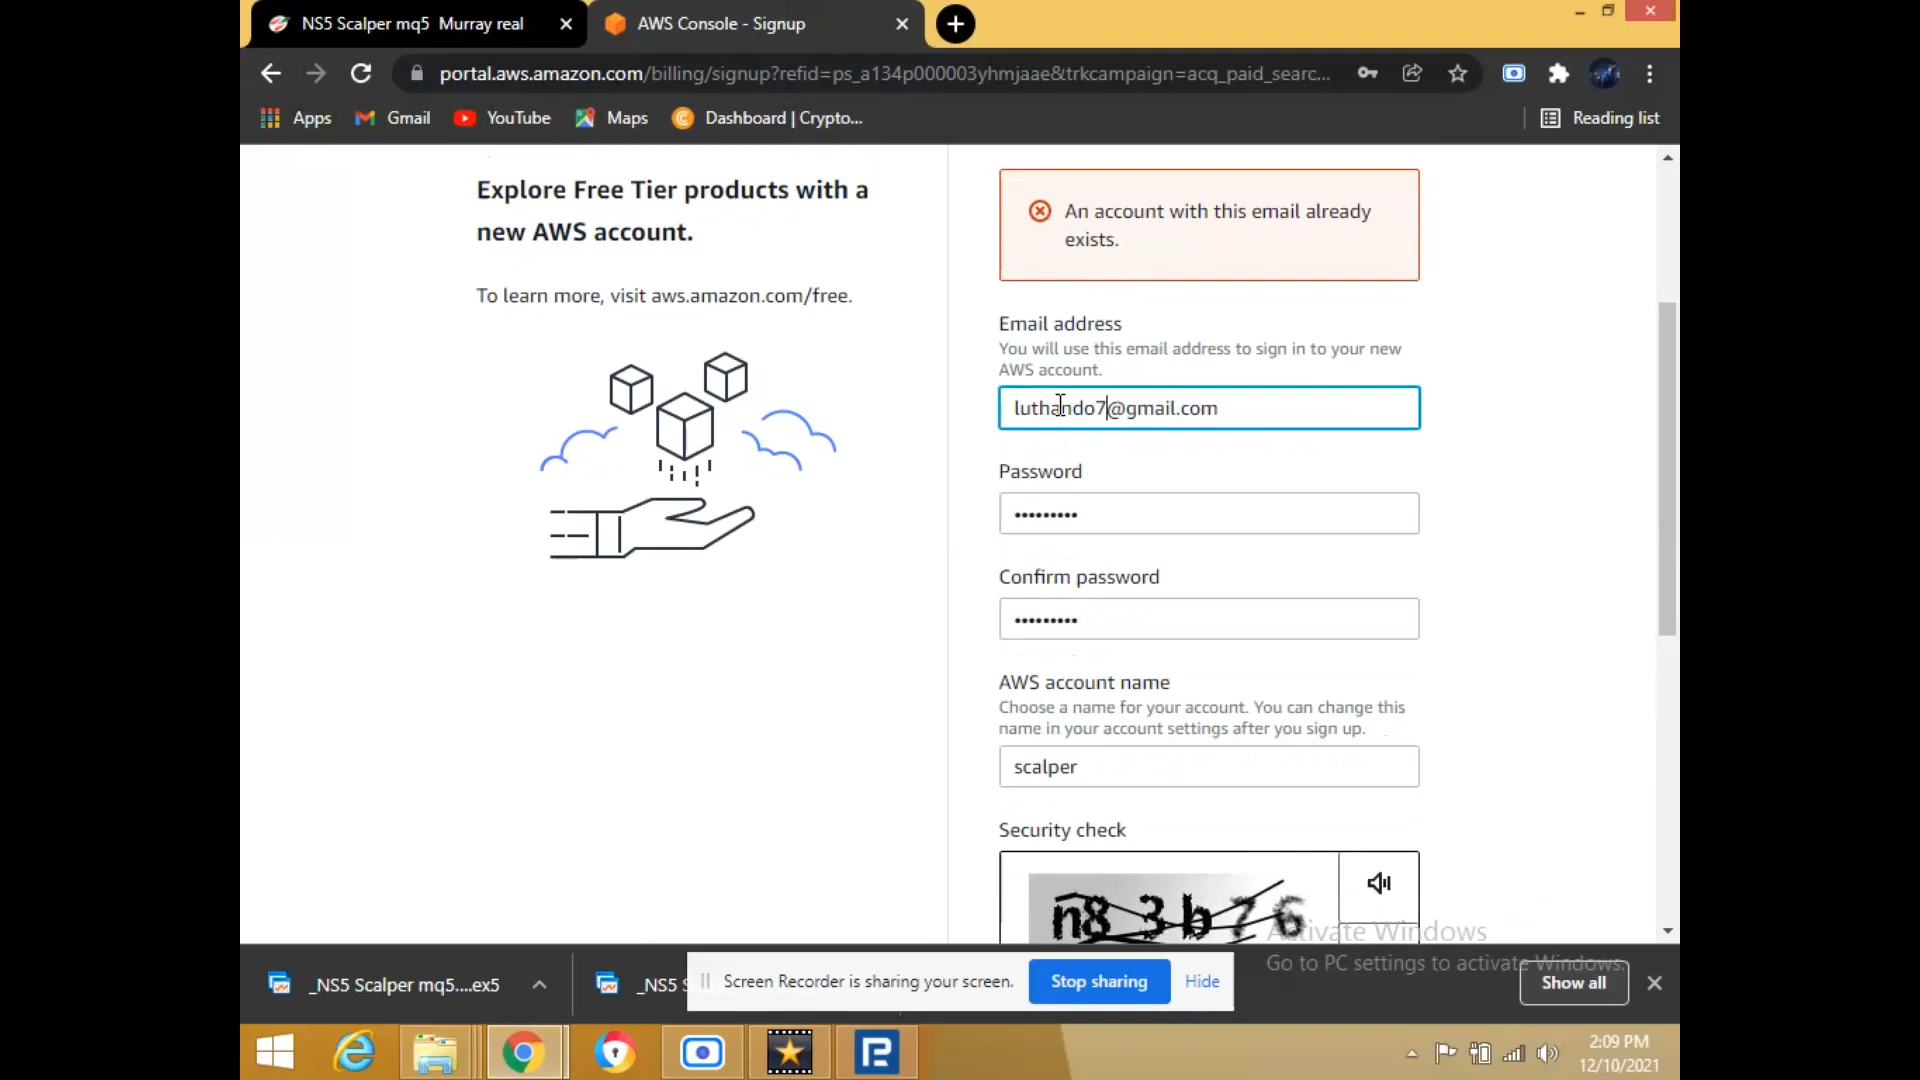 NS5 Scalper mq5 Murray real
AWS Console - Signup
portal.aws.amazon.com/billing/signup?refid=ps_a134p000003yhmjaae&trkcampaign=acq_paid_searc...
Apps
Gmail
YouTube
Maps
Dashboard | Crypto...
Reading list
Explore Free Tier products with a
new AWS account.
To learn more, visit aws.amazon.com/free.
An account with this email already
exists.
Email address
You will use this email address to sign in to your new
AWS account.
luthando7@gmail.com
Password
•••••••••
Confirm password
•••••••••
AWS account name
Choose a name for your account. You can change this
name in your account settings after you sign up.
scalper
Security check
n83b76
Activate Windows
Go to PC settings to activate Windows.
_NS5 Scalper mq5....ex5
_NS5 S
Screen Recorder is sharing your screen.
Stop sharing
Hide
Show all
2:09 PM
12/10/2021